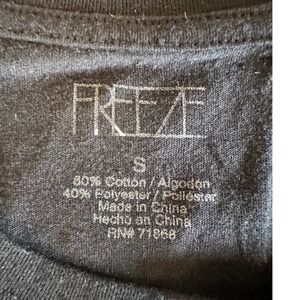 FREEZE
S
60% Cotton / Algodon
40% Polyester / Poliéster
Made in China
Hecho en China
RN# 71868